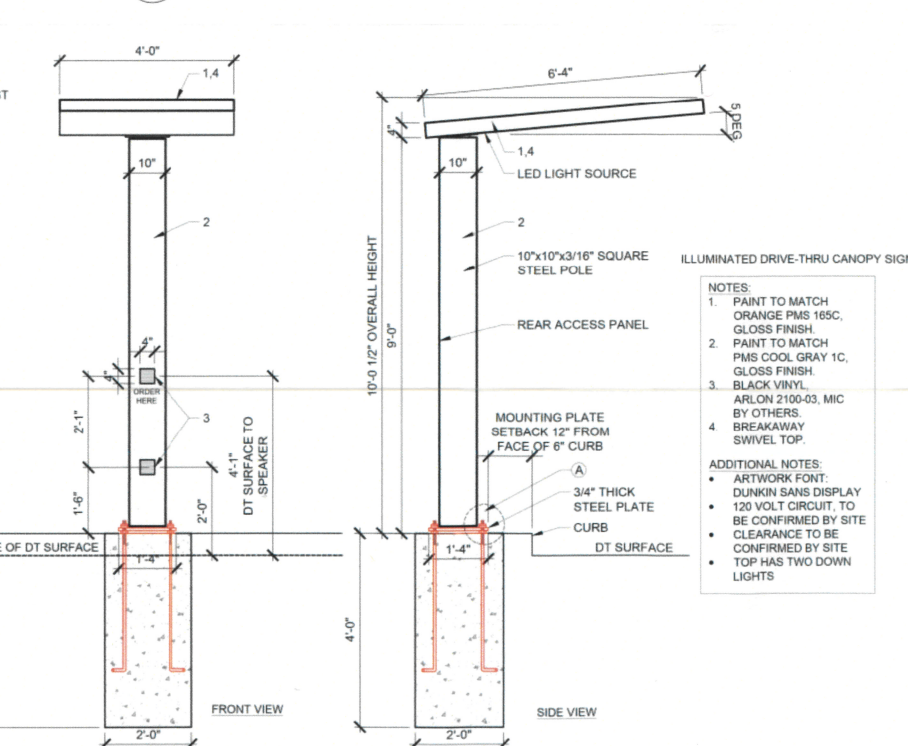 ST
4'-0"
1,4
10"
2
4"
4"
ORDER
HERE
3
2'-1"
1'-6"
2'-0"
4'-1"
DT SURFACE TO
SPEAKER
E OF DT SURFACE
1'-4"
FRONT VIEW
2'-0"
6'-4"
5 DEG
4"
1,4
10"
LED LIGHT SOURCE
2
10"x10"x3/16" SQUARE
STEEL POLE
REAR ACCESS PANEL
10'-0 1/2" OVERALL HEIGHT
9'-0"
MOUNTING PLATE
SETBACK 12" FROM
FACE OF 6" CURB
A
3/4" THICK
STEEL PLATE
CURB
DT SURFACE
1'-4"
4'-0"
SIDE VIEW
2'-0"
ILLUMINATED DRIVE-THRU CANOPY SIGN
NOTES:
1. PAINT TO MATCH
ORANGE PMS 165C,
GLOSS FINISH.
2. PAINT TO MATCH
PMS COOL GRAY 1C,
GLOSS FINISH.
3. BLACK VINYL,
ARLON 2100-03, MIC
BY OTHERS.
4. BREAKAWAY
SWIVEL TOP.
ADDITIONAL NOTES:
• ARTWORK FONT:
DUNKIN SANS DISPLAY
• 120 VOLT CIRCUIT, TO
BE CONFIRMED BY SITE
• CLEARANCE TO BE
CONFIRMED BY SITE
• TOP HAS TWO DOWN
LIGHTS